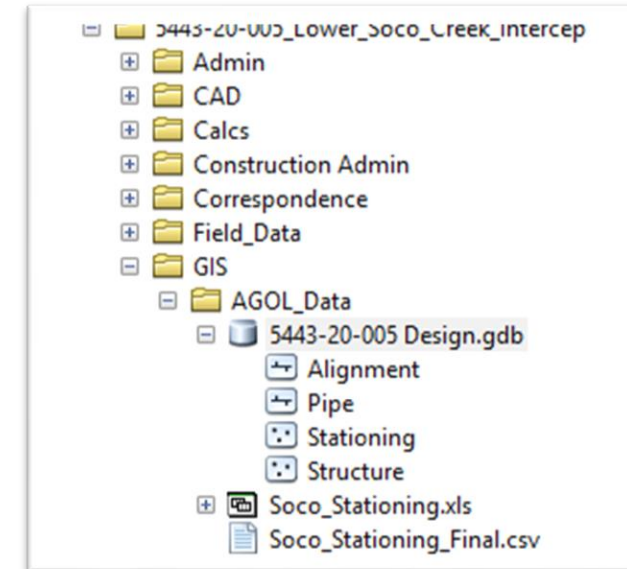 5443-20-005_Lower_Soco_Creek_Intercep
Admin
CAD
Calcs
Construction Admin
Correspondence
Field_Data
GIS
AGOL_Data
5443-20-005 Design.gdb
Alignment
Pipe
Stationing
Structure
Soco_Stationing.xls
Soco_Stationing_Final.csv